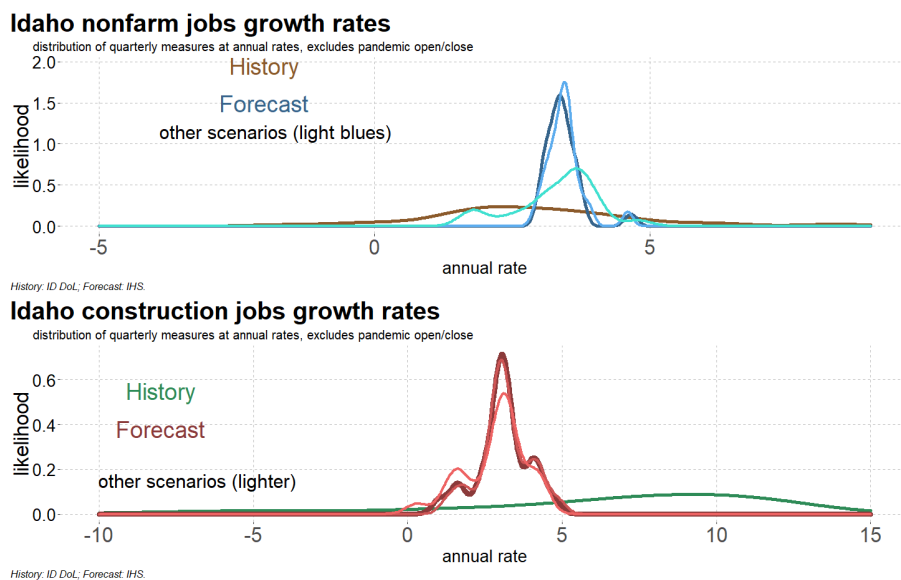 Idaho nonfarm jobs growth rates
distribution of quarterly measures at annual rates, excludes pandemic open/close
2.0
History
1.5
Forecast
other scenarios (light blues)
1.0
likelihood
0.5
0.0
-5 0 5
annual rate
History: ID DoL; Forecast: IHS.
Idaho construction jobs growth rates
distribution of quarterly measures at annual rates, excludes pandemic open/close
0.6
History
0.4
Forecast
likelihood
0.2
other scenarios (lighter)
0.0
-10 -5 0 5 10 15
annual rate
History: ID DoL; Forecast: IHS.